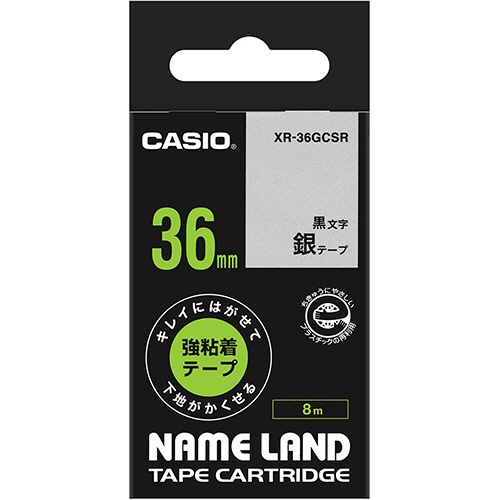 CASIO®
XR-36GCSR
36mm
黒文字
銀テープ
キレイにはがせて
強粘着
テープ
下地がかくせる
ちきゅうにやさしい
プラスチックの再利用
8m
NAME LAND
TAPE CARTRIDGE